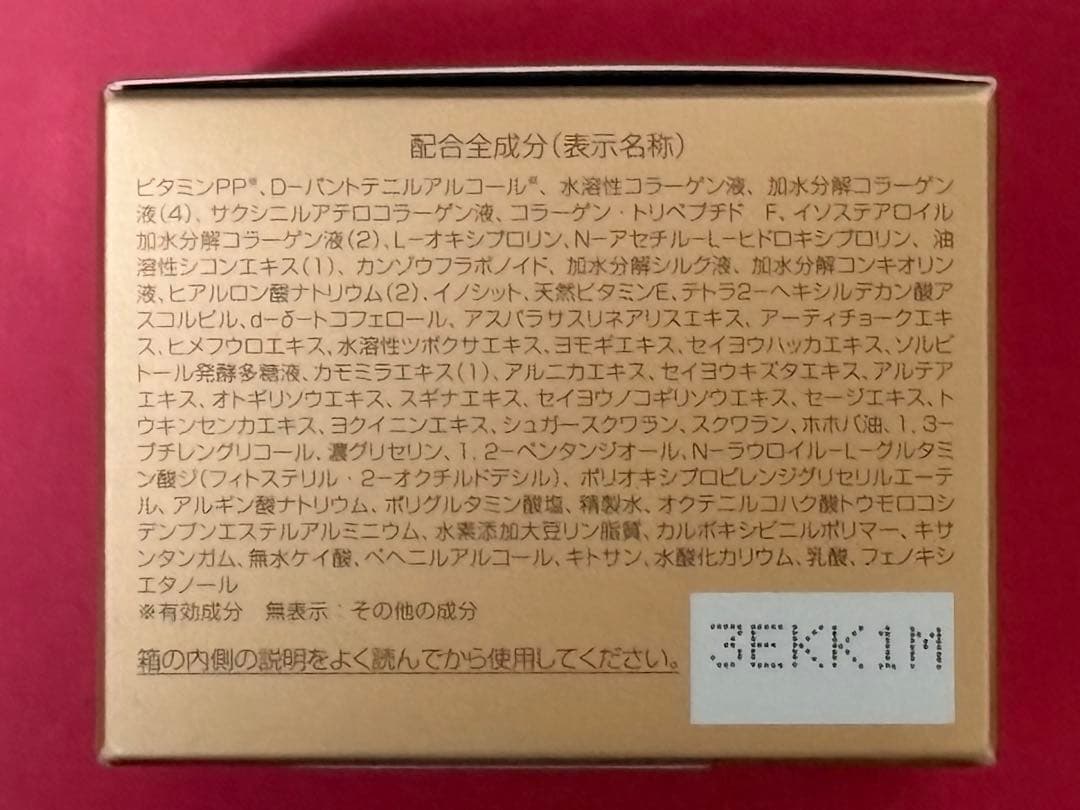 配合全成分(表示名称)
ビタミンPP※、D-パントテニルアルコール※、水溶性コラーゲン液、加水分解コラーゲン
液(4)、サクシニルアテロコラーゲン液、コラーゲン・トリペプチド F、イソステアロイル
加水分解コラーゲン液(2)、L-オキシプロリン、N-アセチル-L-ヒドロキシプロリン、油
溶性シコンエキス(1)、カンゾウフラボノイド、加水分解シルク液、加水分解コンキオリン
液、ヒアルロン酸ナトリウム(2)、イノシット、天然ビタミンE、テトラ2-ヘキシルデカン酸ア
スコルビル、d-δ-トコフェロール、アスパラサスリネアリスエキス、アーティチョークエキ
ス、ヒメフウロエキス、水溶性ツボクサエキス、ヨモギエキス、セイヨウハッカエキス、ソルビ
トール発酵多糖液、カモミラエキス(1)、アルニカエキス、セイヨウキズタエキス、アルテア
エキス、オトギリソウエキス、スギナエキス、セイヨウノコギリソウエキス、セージエキス、ト
ウキンセンカエキス、ヨクイニンエキス、シュガースクワラン、スクワラン、ホホバ油、1,3-
ブチレングリコール、濃グリセリン、1,2-ペンタンジオール、N-ラウロイル-L-グルタミ
ン酸ジ(フィトステリル・2-オクチルドデシル)、ポリオキシプロピレンジグリセリルエーテ
ル、アルギン酸ナトリウム、ポリグルタミン酸塩、精製水、オクテニルコハク酸トウモロコシ
デンプンエステルアルミニウム、水素添加大豆リン脂質、カルボキシビニルポリマー、キサ
ンタンガム、無水ケイ酸、ベヘニルアルコール、キトサン、水酸化カリウム、乳酸、フェノキシ
エタノール
※有効成分 無表示:その他の成分
箱の内側の説明をよく読んでから使用してください。
ZEKK1M